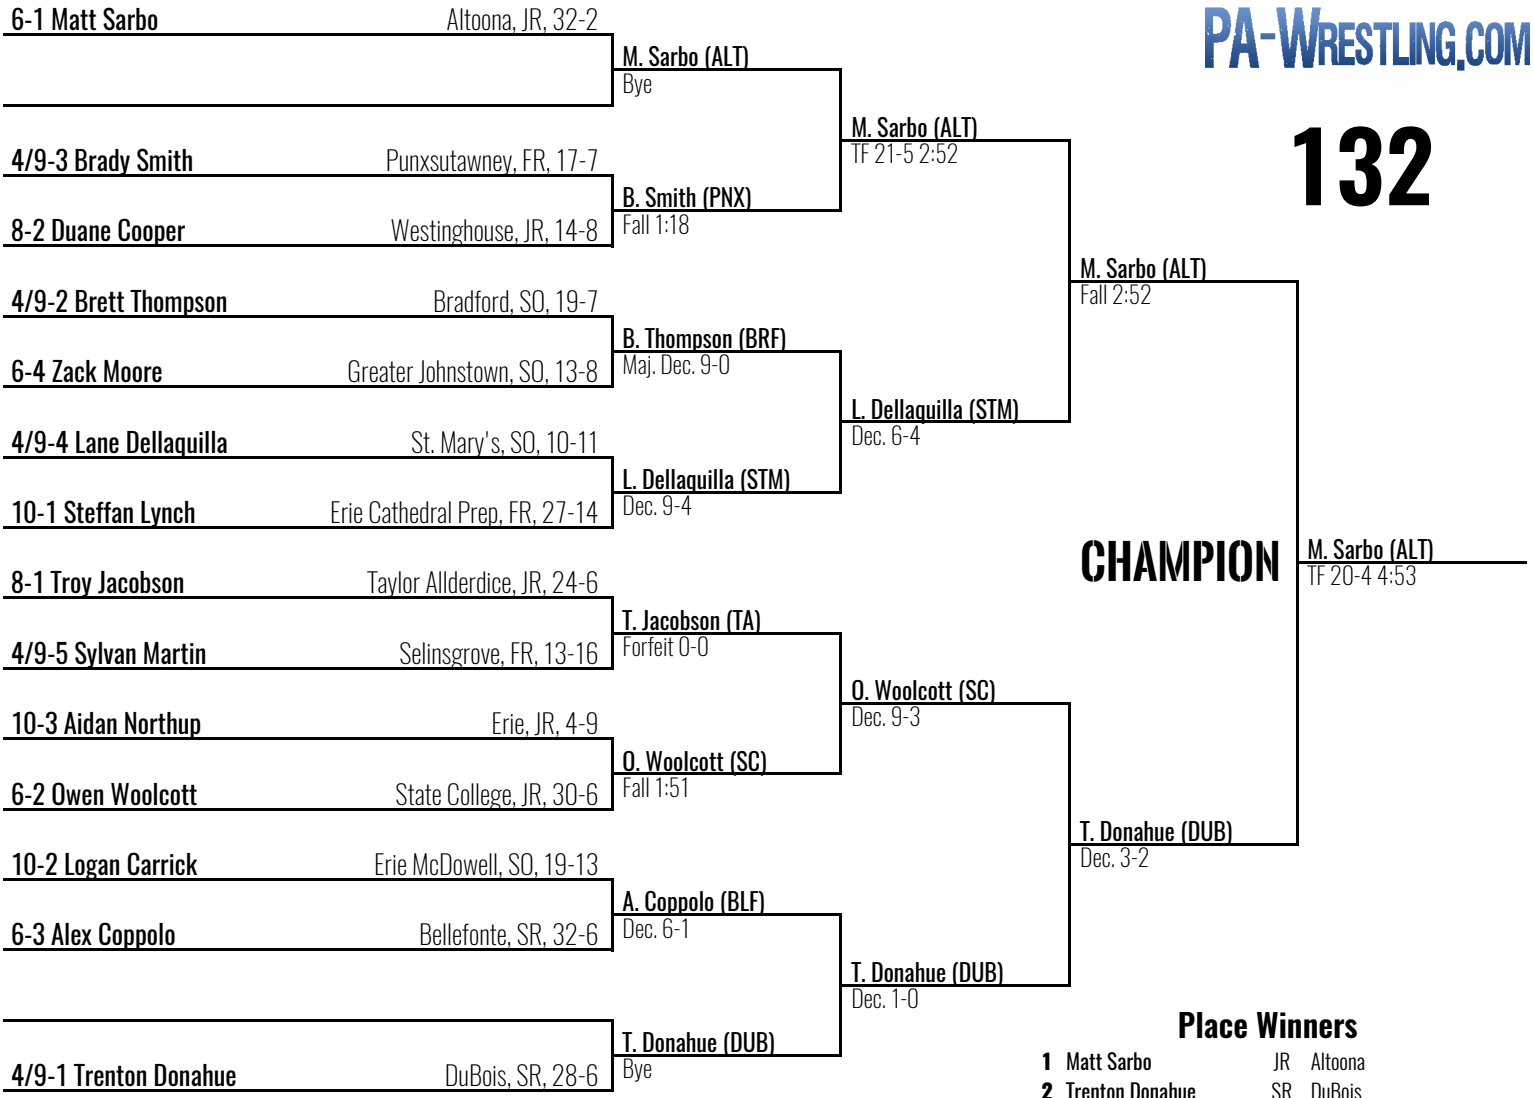 6-1 Matt Sarbo Altoona, JR, 32-2
4/9-3 Brady Smith Punxsutawney, FR, 17-7
8-2 Duane Cooper Westinghouse, JR, 14-8
4/9-2 Brett Thompson Bradford, SO, 19-7
6-4 Zack Moore Greater Johnstown, SO, 13-8
4/9-4 Lane Dellaquilla St. Mary's, SO, 10-11
10-1 Steffan Lynch Erie Cathedral Prep, FR, 27-14
8-1 Troy Jacobson Taylor Allderdice, JR, 24-6
4/9-5 Sylvan Martin Selinsgrove, FR, 13-16
10-3 Aidan Northup Erie, JR, 4-9
6-2 Owen Woolcott State College, JR, 30-6
10-2 Logan Carrick Erie McDowell, SO, 19-13
6-3 Alex Coppolo Bellefonte, SR, 32-6
4/9-1 Trenton Donahue DuBois, SR, 28-6
M. Sarbo (ALT)
Bye
B. Smith (PNX)
Fall 1:18
B. Thompson (BRF)
Maj. Dec. 9-0
L. Dellaquilla (STM)
Dec. 9-4
T. Jacobson (TA)
Forfeit 0-0
O. Woolcott (SC)
Fall 1:51
A. Coppolo (BLF)
Dec. 6-1
T. Donahue (DUB)
Bye
M. Sarbo (ALT)
TF 21-5 2:52
L. Dellaquilla (STM)
Dec. 6-4
O. Woolcott (SC)
Dec. 9-3
T. Donahue (DUB)
Dec. 1-0
M. Sarbo (ALT)
Fall 2:52
T. Donahue (DUB)
Dec. 3-2
CHAMPION
M. Sarbo (ALT)
TF 20-4 4:53
PA-WRESTLING.COM
132
Place Winners
1 Matt Sarbo JR Altoona
2 Trenton Donahue SR DuBois